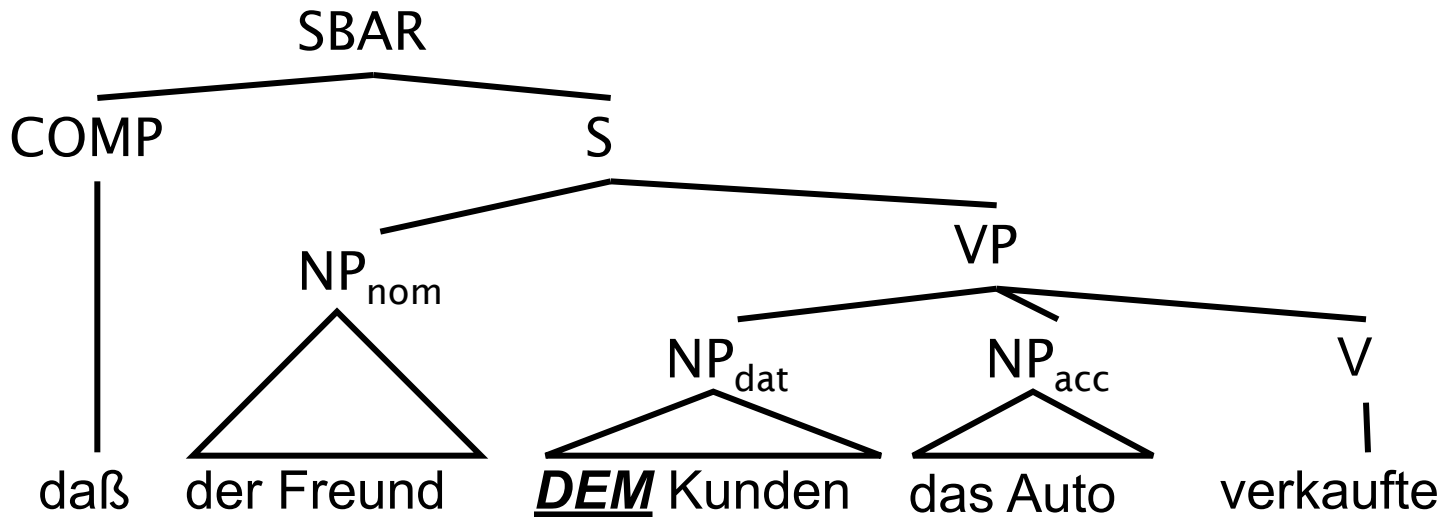 SBAR
COMP S
NPnom VP
NPdat NPacc V
daß der Freund DEM Kunden das Auto verkaufte